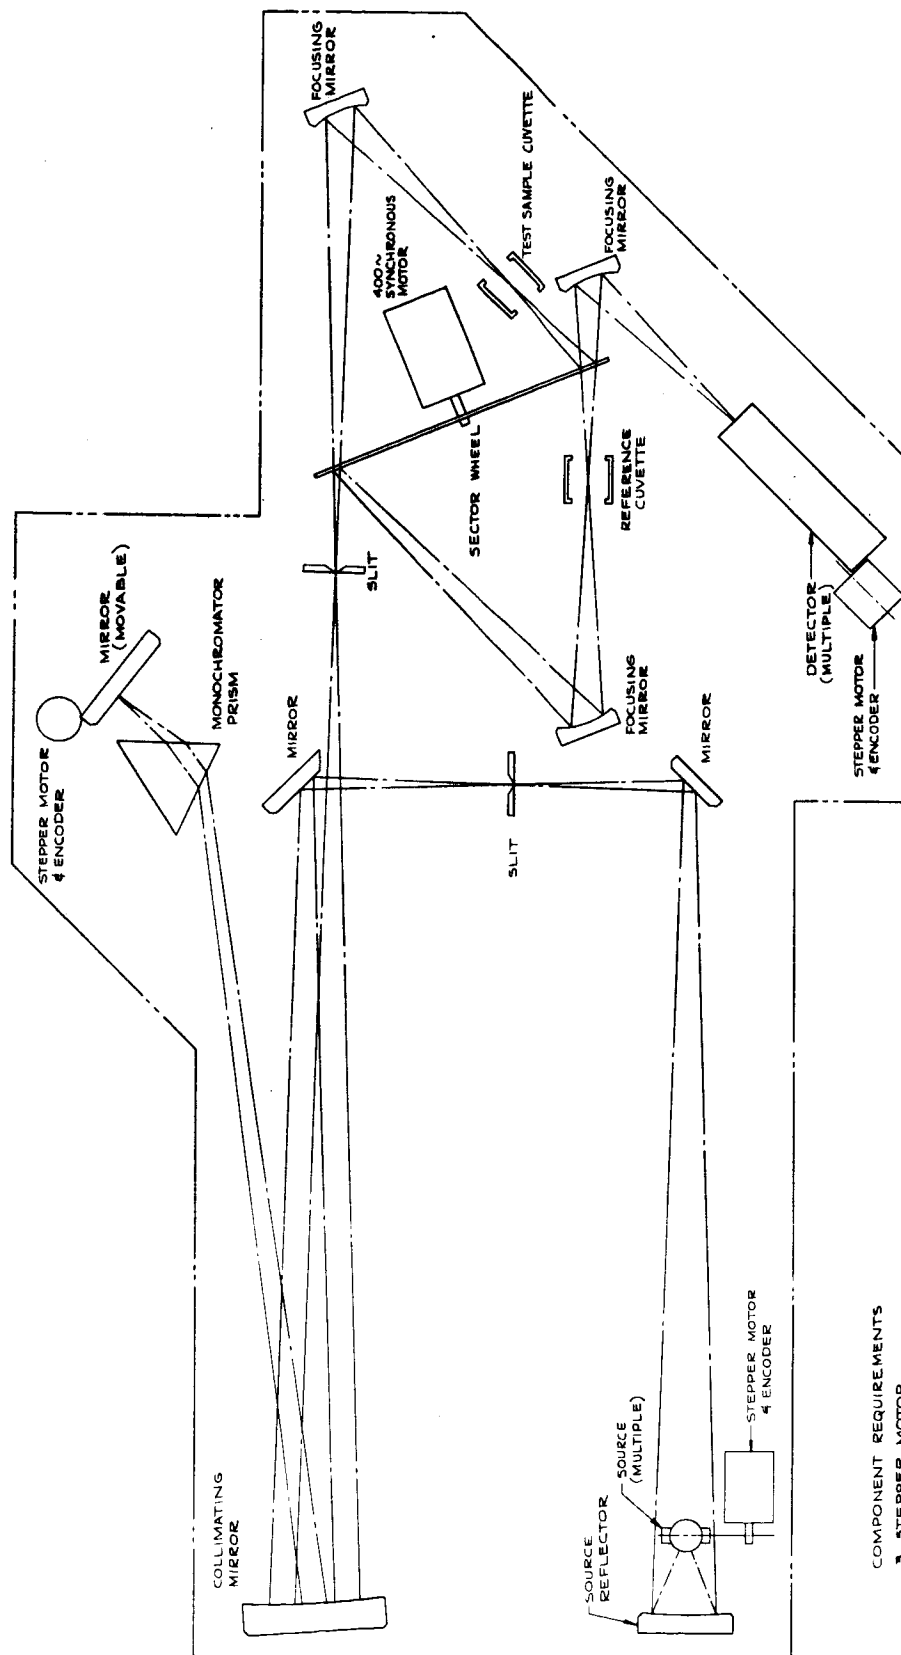 STEPPER MOTOR
& ENCODER
MIRROR
(MOVABLE)
MONOCHROMATOR
PRISM
COLLIMATING
MIRROR
MIRROR
SLIT
FOCUSING
MIRROR
400~
SYNCHRONOUS
MOTOR
SECTOR WHEEL
TEST SAMPLE CUVETTE
SLIT
REFERENCE
CUVETTE
FOCUSING
MIRROR
FOCUSING
MIRROR
SOURCE
REFLECTOR
SOURCE
(MULTIPLE)
MIRROR
STEPPER MOTOR
& ENCODER
DETECTOR
(MULTIPLE)
STEPPER MOTOR
& ENCODER
COMPONENT REQUIREMENTS
STEPPER MOTOR